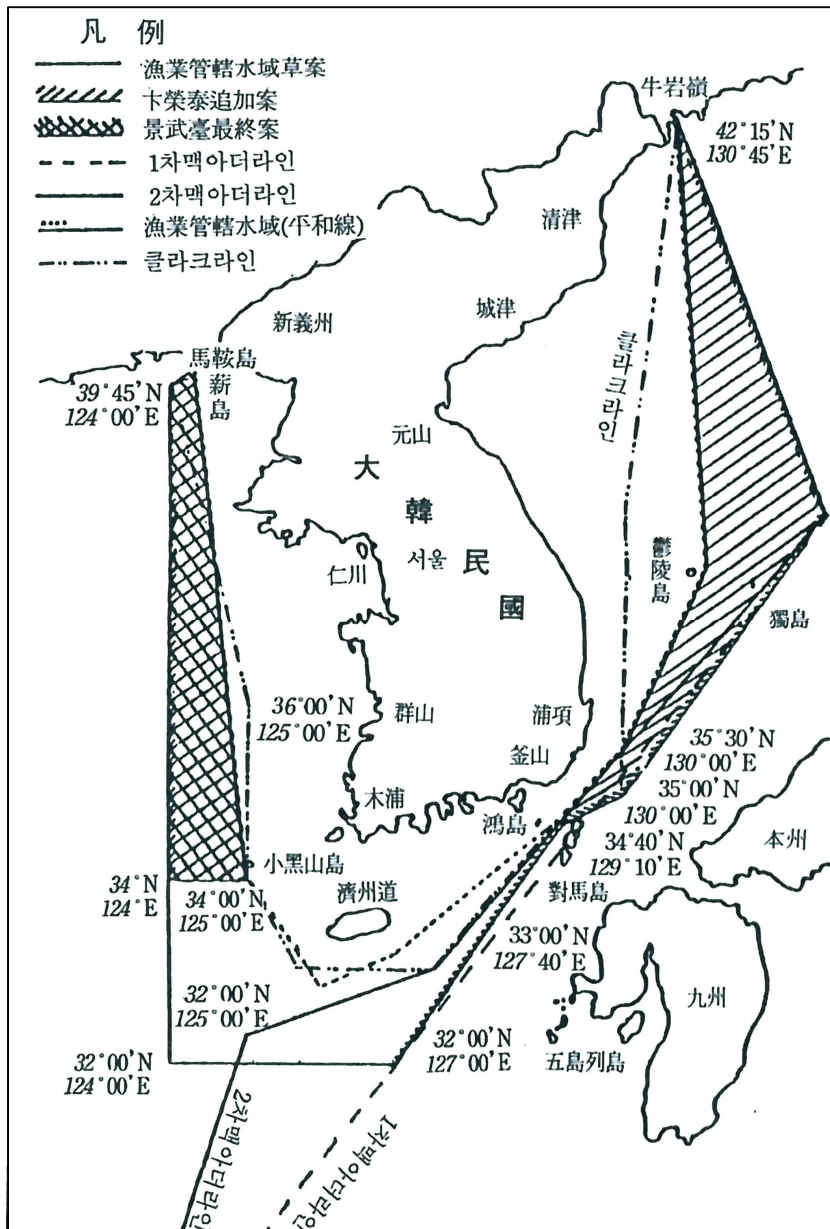 凡 例
漁業管轄水域草案
卞榮泰追加案
景武臺最終案
1차맥아더라인
2차맥아더라인
漁業管轄水域(平和線)
클라크라인
牛岩嶺
42°15'N
130°45'E
淸津
城津
新義州
馬鞍島
薪島
39°45'N
124°00'E
클라크라인
元山
大韓民國
서울
仁川
鬱陵島
獨島
36°00'N
125°00'E
群山
浦項
釜山
35°30'N
130°00'E
35°00'N
130°00'E
木浦
鴻島
34°40'N
129°10'E
本州
小黑山島
34°N
124°E
34°00'N
125°00'E
濟州道
對馬島
33°00'N
127°40'E
九州
32°00'N
125°00'E
32°00'N
124°00'E
32°00'N
127°00'E
五島列島
2차맥아더라인
1차맥아더라인